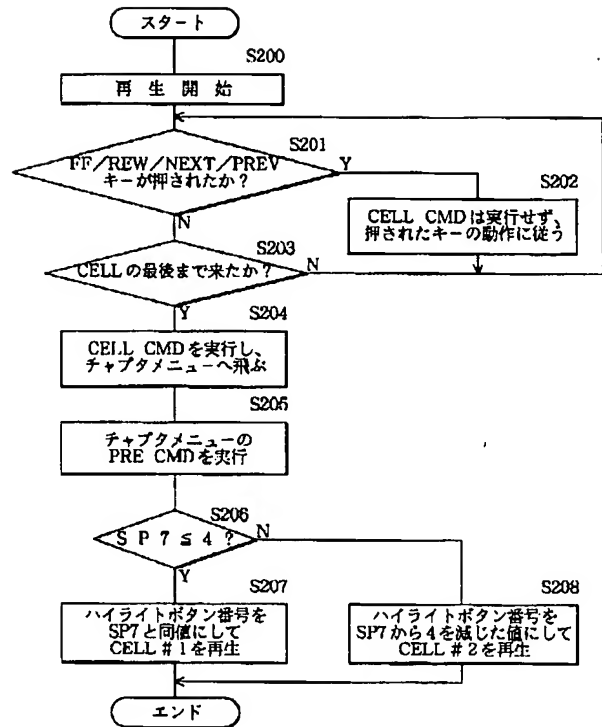 スタート
S200
再生開始
S201
FF/REW/NEXT/PREV
キーが押されたか?
Y
N
S202
CELL CMDは実行せず、
押されたキーの動作に従う
S203
CELLの最後まで来たか?
N
Y
S204
CELL CMDを実行し、
チャプタメニューへ飛ぶ
S205
チャプタメニューの
PRE CMDを実行
S206
SP7≦4?
N
Y
S207
ハイライトボタン番号を
SP7と同値にして
CELL#1を再生
S208
ハイライトボタン番号を
SP7から4を減じた値にして
CELL#2を再生
エンド